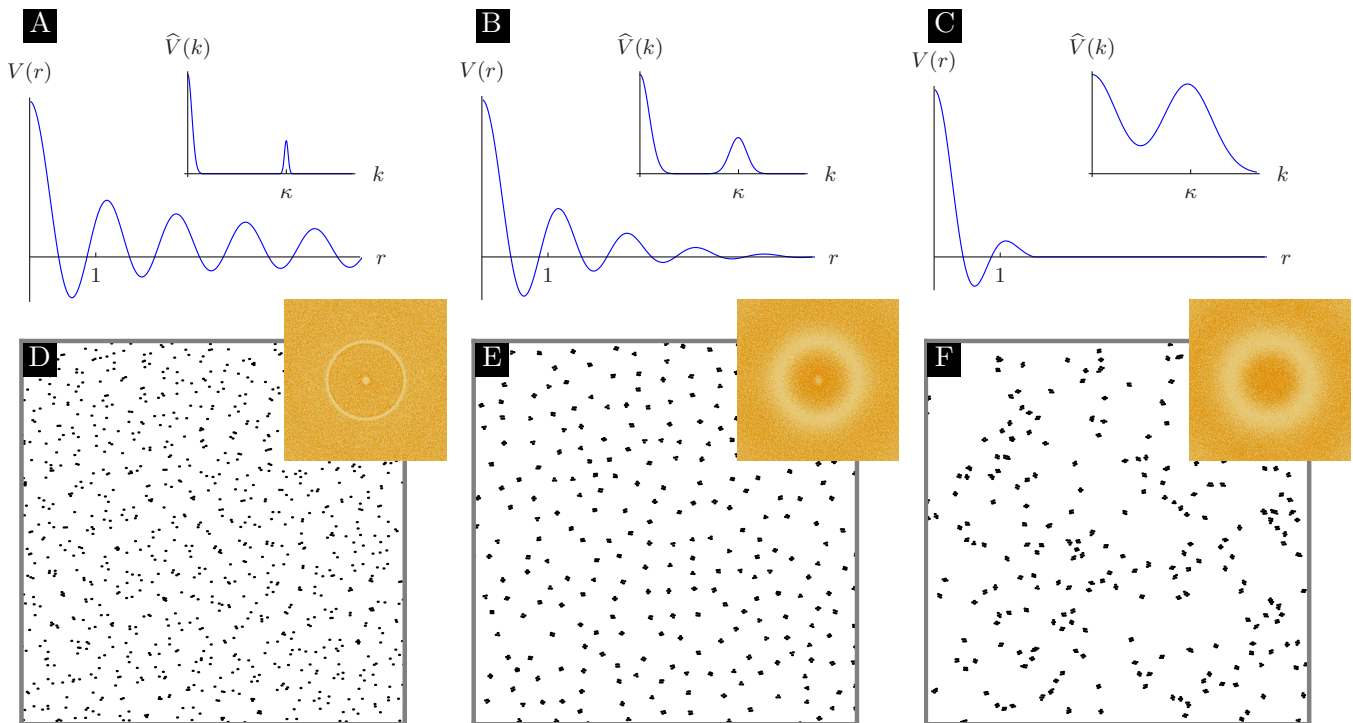 A
V̂(k)
V(r)
k
κ
r
1
B
V̂(k)
V(r)
k
κ
r
1
C
V̂(k)
V(r)
k
κ
r
1
D
E
F